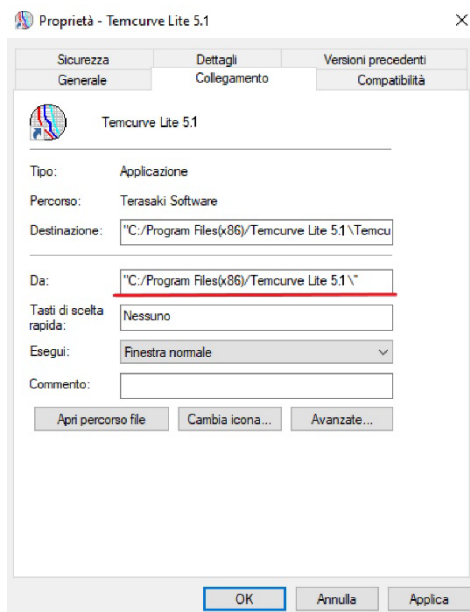 Proprietà - Temcurve Lite 5.1
Sicurezza Dettagli Versioni precedenti
Generale Collegamento Compatibilità
Temcurve Lite 5.1
Tipo: Applicazione
Percorso: Terasaki Software
Destinazione: "C:/Program Files(x86)/Temcurve Lite 5.1\Temcu
Da: "C:/Program Files(x86)/Temcurve Lite 5.1\"
Tasti di scelta rapida: Nessuno
Esegui: Finestra normale
Commento:
Apri percorso file Cambia icona... Avanzate...
OK Annulla Applica